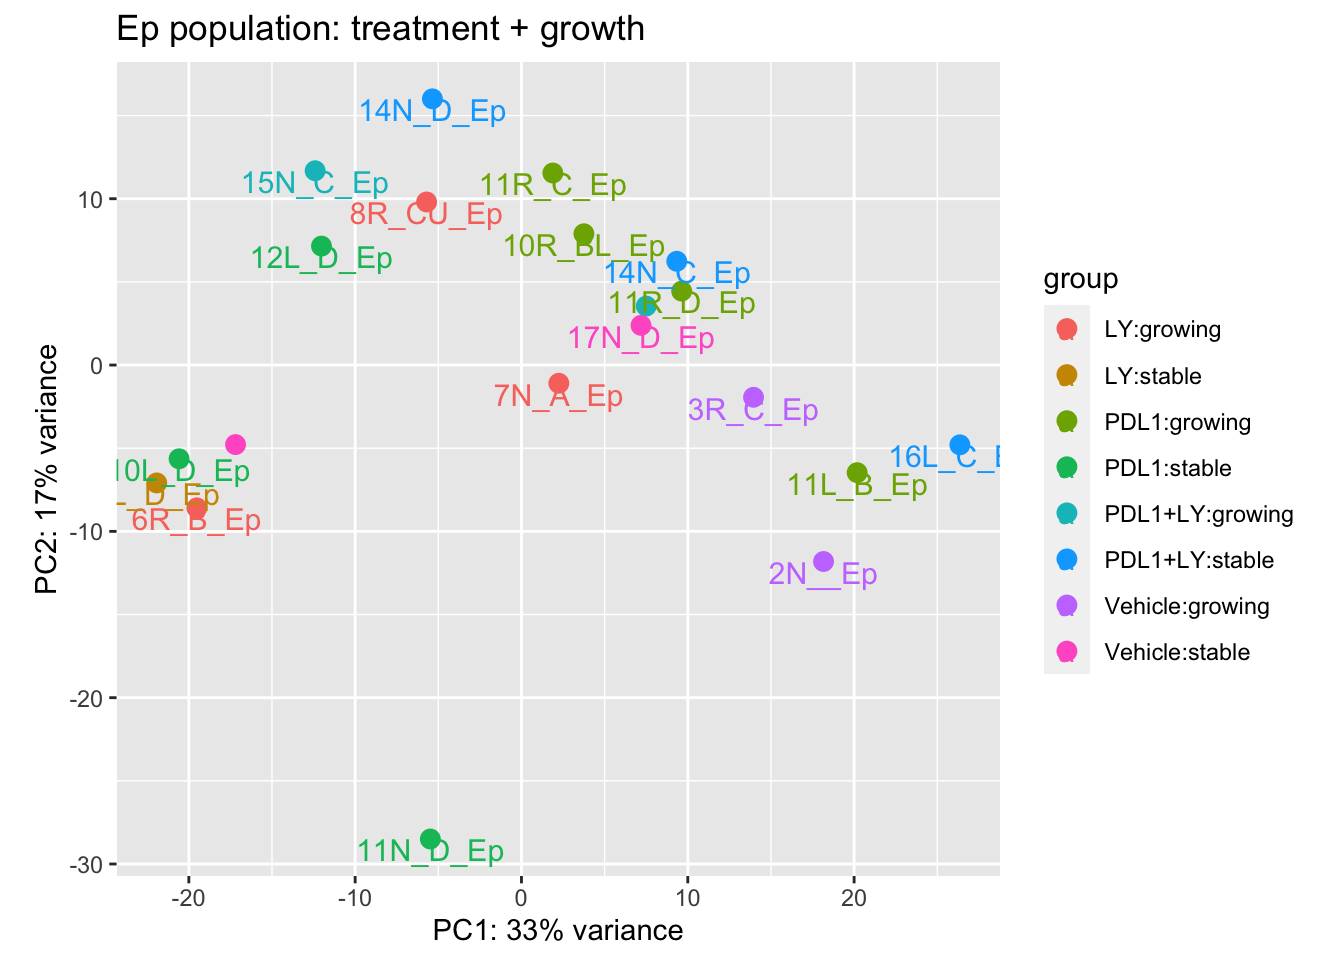 Ep population: treatment + growth
14N_D_Ep
15N_C_Ep
11R_C_Ep
8R_CU_Ep
10R_BL_Ep
12L_D_Ep
14N_C_Ep
11R_D_Ep
17N_D_Ep
7N_A_Ep
3R_C_Ep
16L_C_E
10L_D_Ep
_D_Ep
11L_B_Ep
6R_B_Ep
2N__Ep
11N_D_Ep
10
0
-10
-20
-30
PC2: 17% variance
-20 -10 0 10 20
PC1: 33% variance
group
LY:growing
LY:stable
PDL1:growing
PDL1:stable
PDL1+LY:growing
PDL1+LY:stable
Vehicle:growing
Vehicle:stable